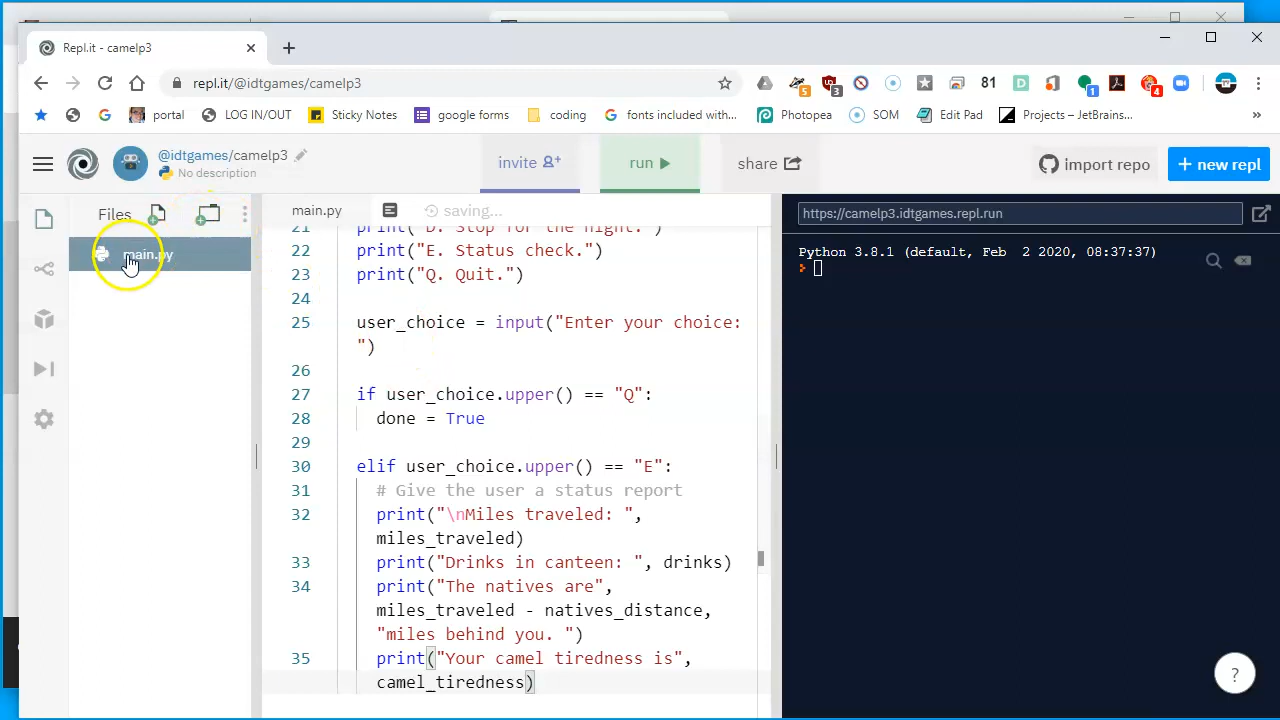 Repl.it - camelp3
repl.it/@idtgames/camelp3
5
3
81
D
1
4
portal
LOG IN/OUT
Sticky Notes
google forms
coding
fonts included with...
Photopea
SOM
Edit Pad
Projects – JetBrains...
»
@idtgames/camelp3
No description
invite
run
share
import repo
+ new repl
Files
main.py
main.py
saving...
https://camelp3.idtgames.repl.run
21 print("D. Stop for the night.")
22 print("E. Status check.")
23 print("Q. Quit.")
24
25 user_choice = input("Enter your choice:
")
26
27 if user_choice.upper() == "Q":
28 done = True
29
30 elif user_choice.upper() == "E":
31 # Give the user a status report
32 print("\nMiles traveled: ",
miles_traveled)
33 print("Drinks in canteen: ", drinks)
34 print("The natives are",
miles_traveled - natives_distance,
"miles behind you. ")
35 print("Your camel tiredness is",
camel_tiredness)
Python 3.8.1 (default, Feb  2 2020, 08:37:37)
?